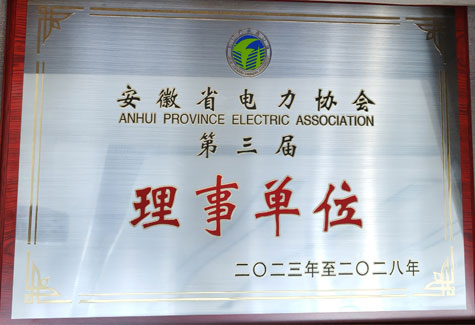 安徽省电力协会
ANHUI PROVINCE ELECTRIC ASSOCIATION
第三届
理事单位
二〇二三年至二〇二八年